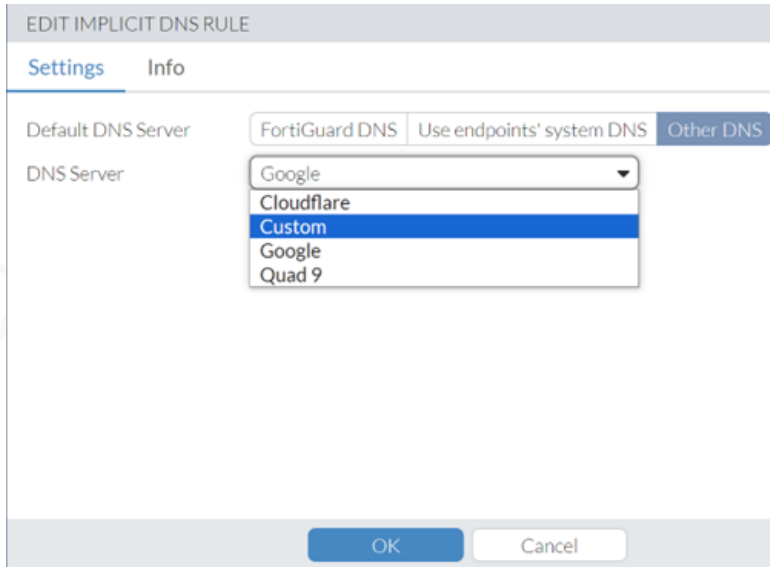 EDIT IMPLICIT DNS RULE
Settings Info
Default DNS Server FortiGuard DNS Use endpoints' system DNS Other DNS
DNS Server Google
Cloudflare
Custom
Google
Quad 9
OK Cancel